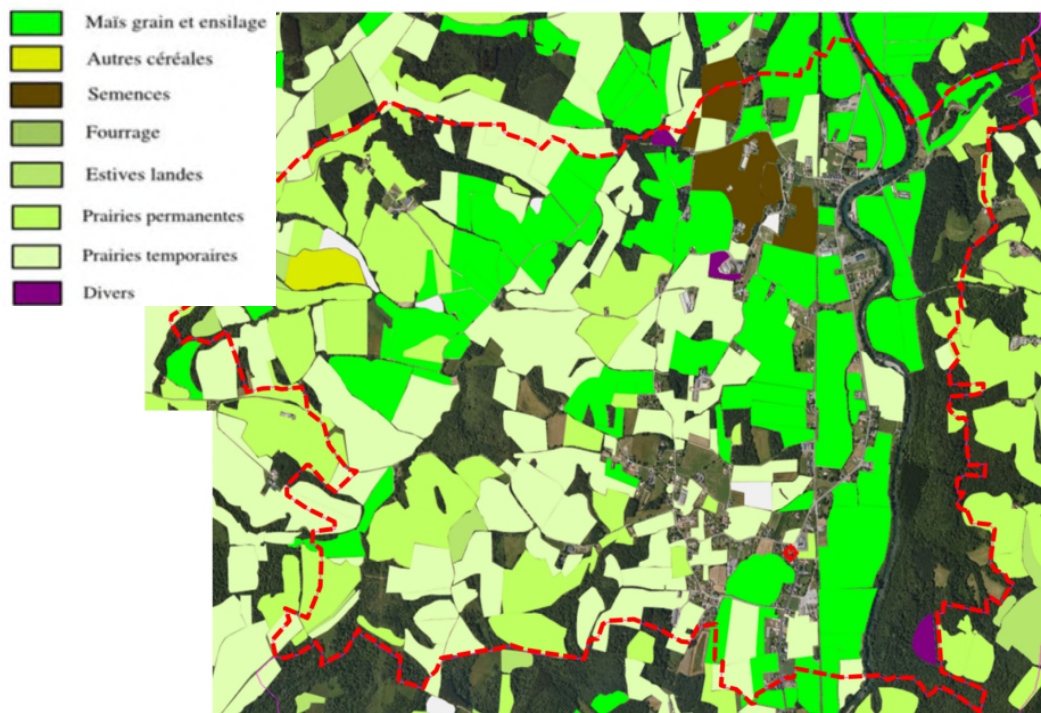 Maïs grain et ensilage
Autres céréales
Semences
Fourrage
Estives landes
Prairies permanentes
Prairies temporaires
Divers